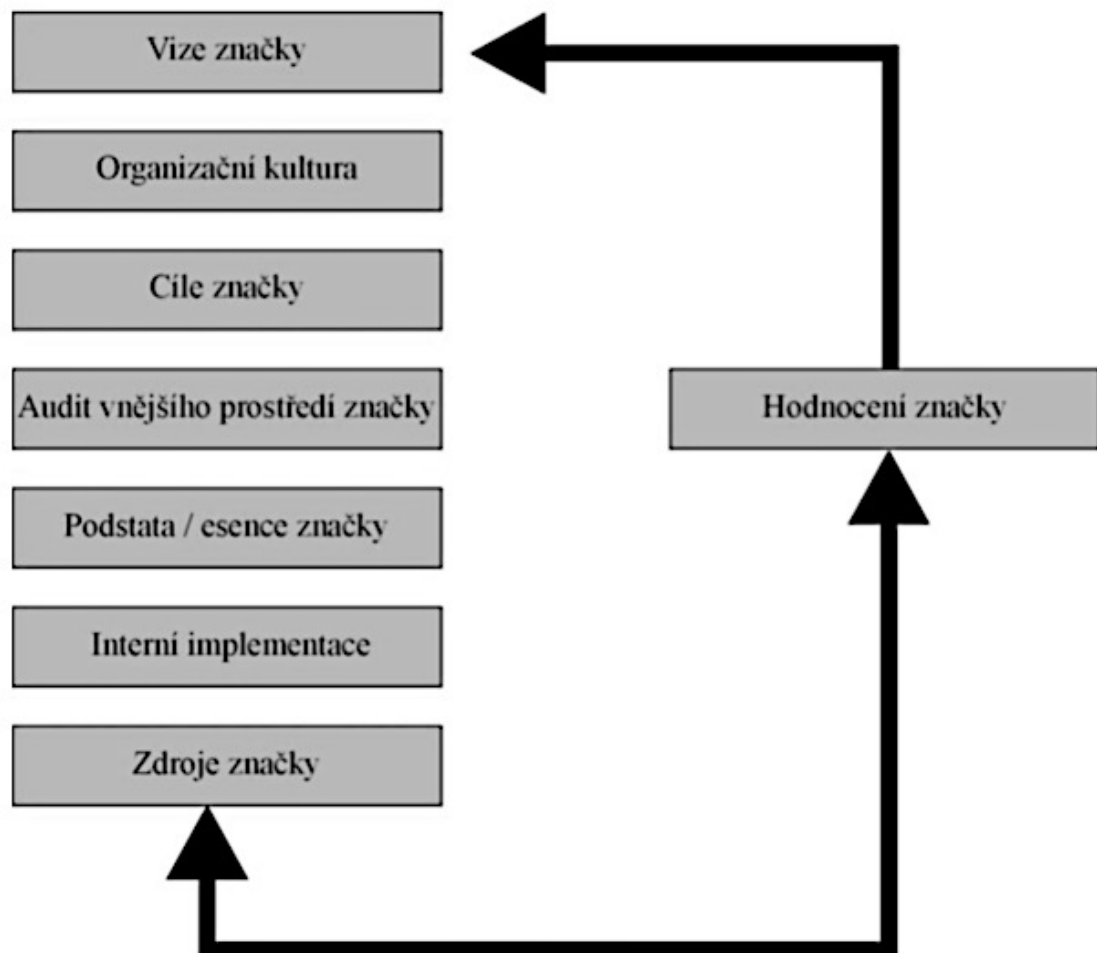 Vize značky
Organizační kultura
Cíle značky
Audit vnějšího prostředí značky
Hodnocení značky
Podstata / esence značky
Interní implementace
Zdroje značky